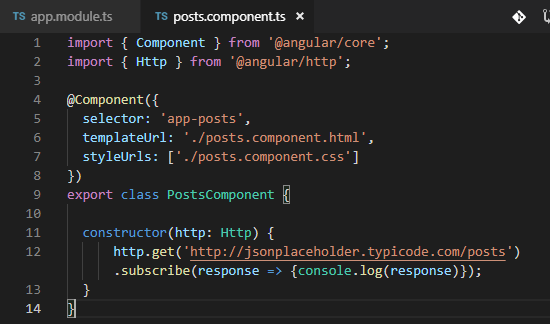 TS app.module.ts TS posts.component.ts ×
1 import { Component } from '@angular/core';
2 import { Http } from '@angular/http';
3
4 @Component({
5   selector: 'app-posts',
6   templateUrl: './posts.component.html',
7   styleUrls: ['./posts.component.css']
8 })
9 export class PostsComponent {
10
11   constructor(http: Http) {
12       http.get('http://jsonplaceholder.typicode.com/posts')
      .subscribe(response => {console.log(response)});
13   }
14 }